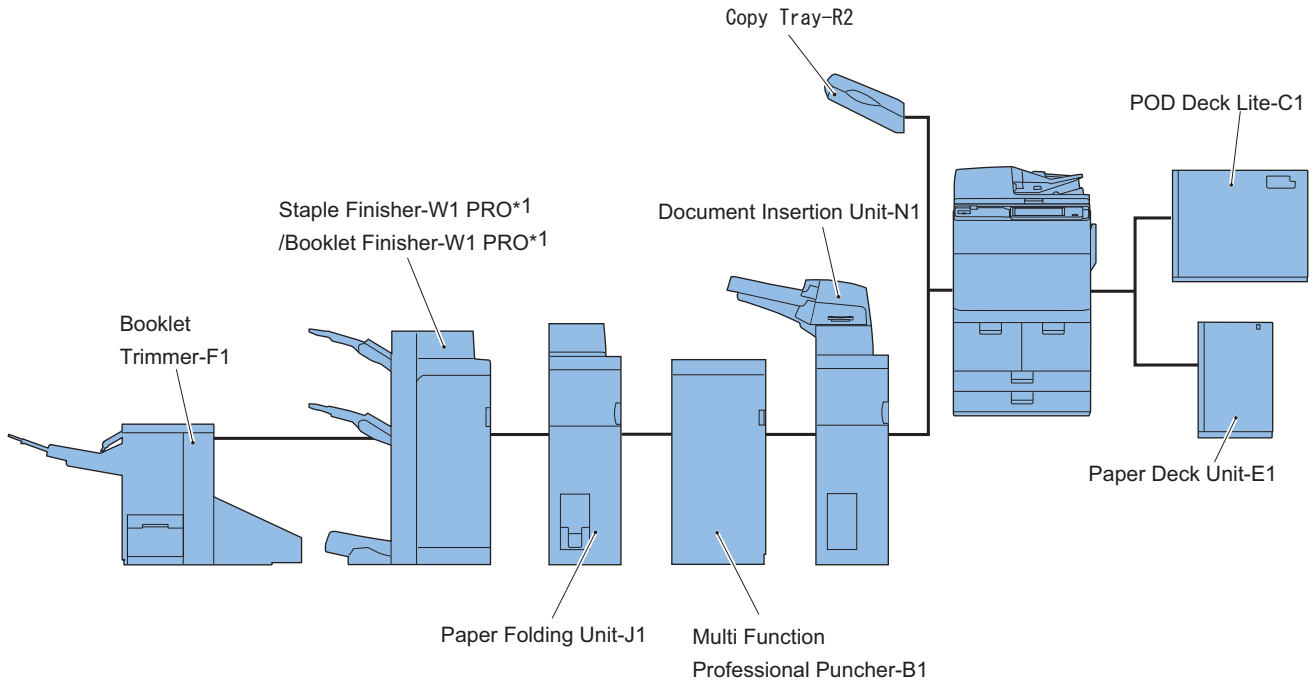 Copy Tray-R2
POD Deck Lite-C1
Staple Finisher-W1 PRO*1
/Booklet Finisher-W1 PRO*1
Document Insertion Unit-N1
Booklet
Trimmer-F1
Paper Deck Unit-E1
Paper Folding Unit-J1
Multi Function
Professional Puncher-B1